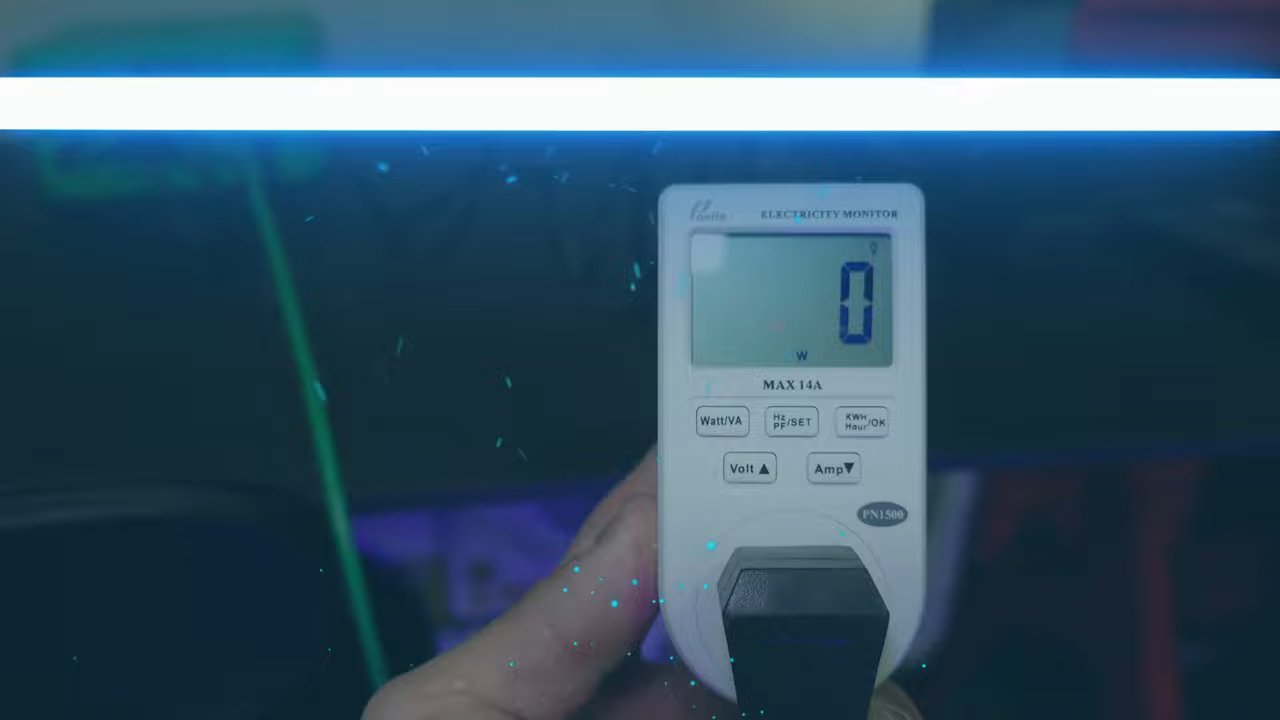 ELECTRICITY MONITOR
0
W
MAX 14A
Watt/VA
Hz
PF/SET
KWH
Hour/OK
Volt ▲
Amp▼
PN1500